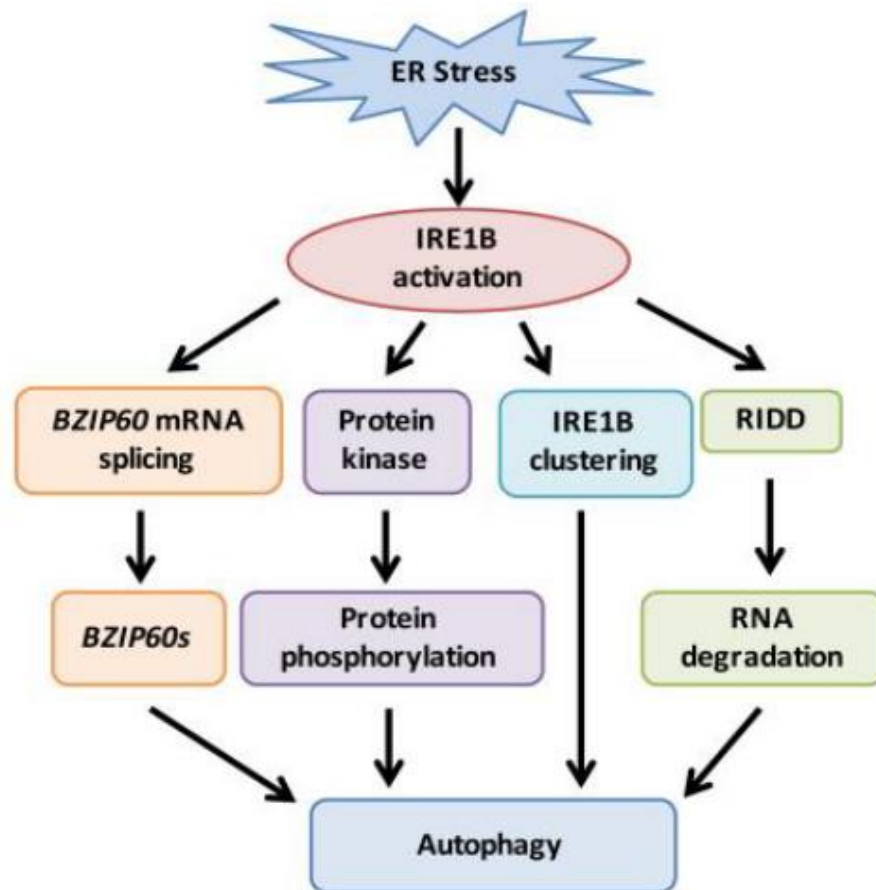 ER Stress
IRE1B
activation
BZIP60 mRNA
splicing
Protein
kinase
IRE1B
clustering
RIDD
BZIP60s
Protein
phosphorylation
RNA
degradation
Autophagy